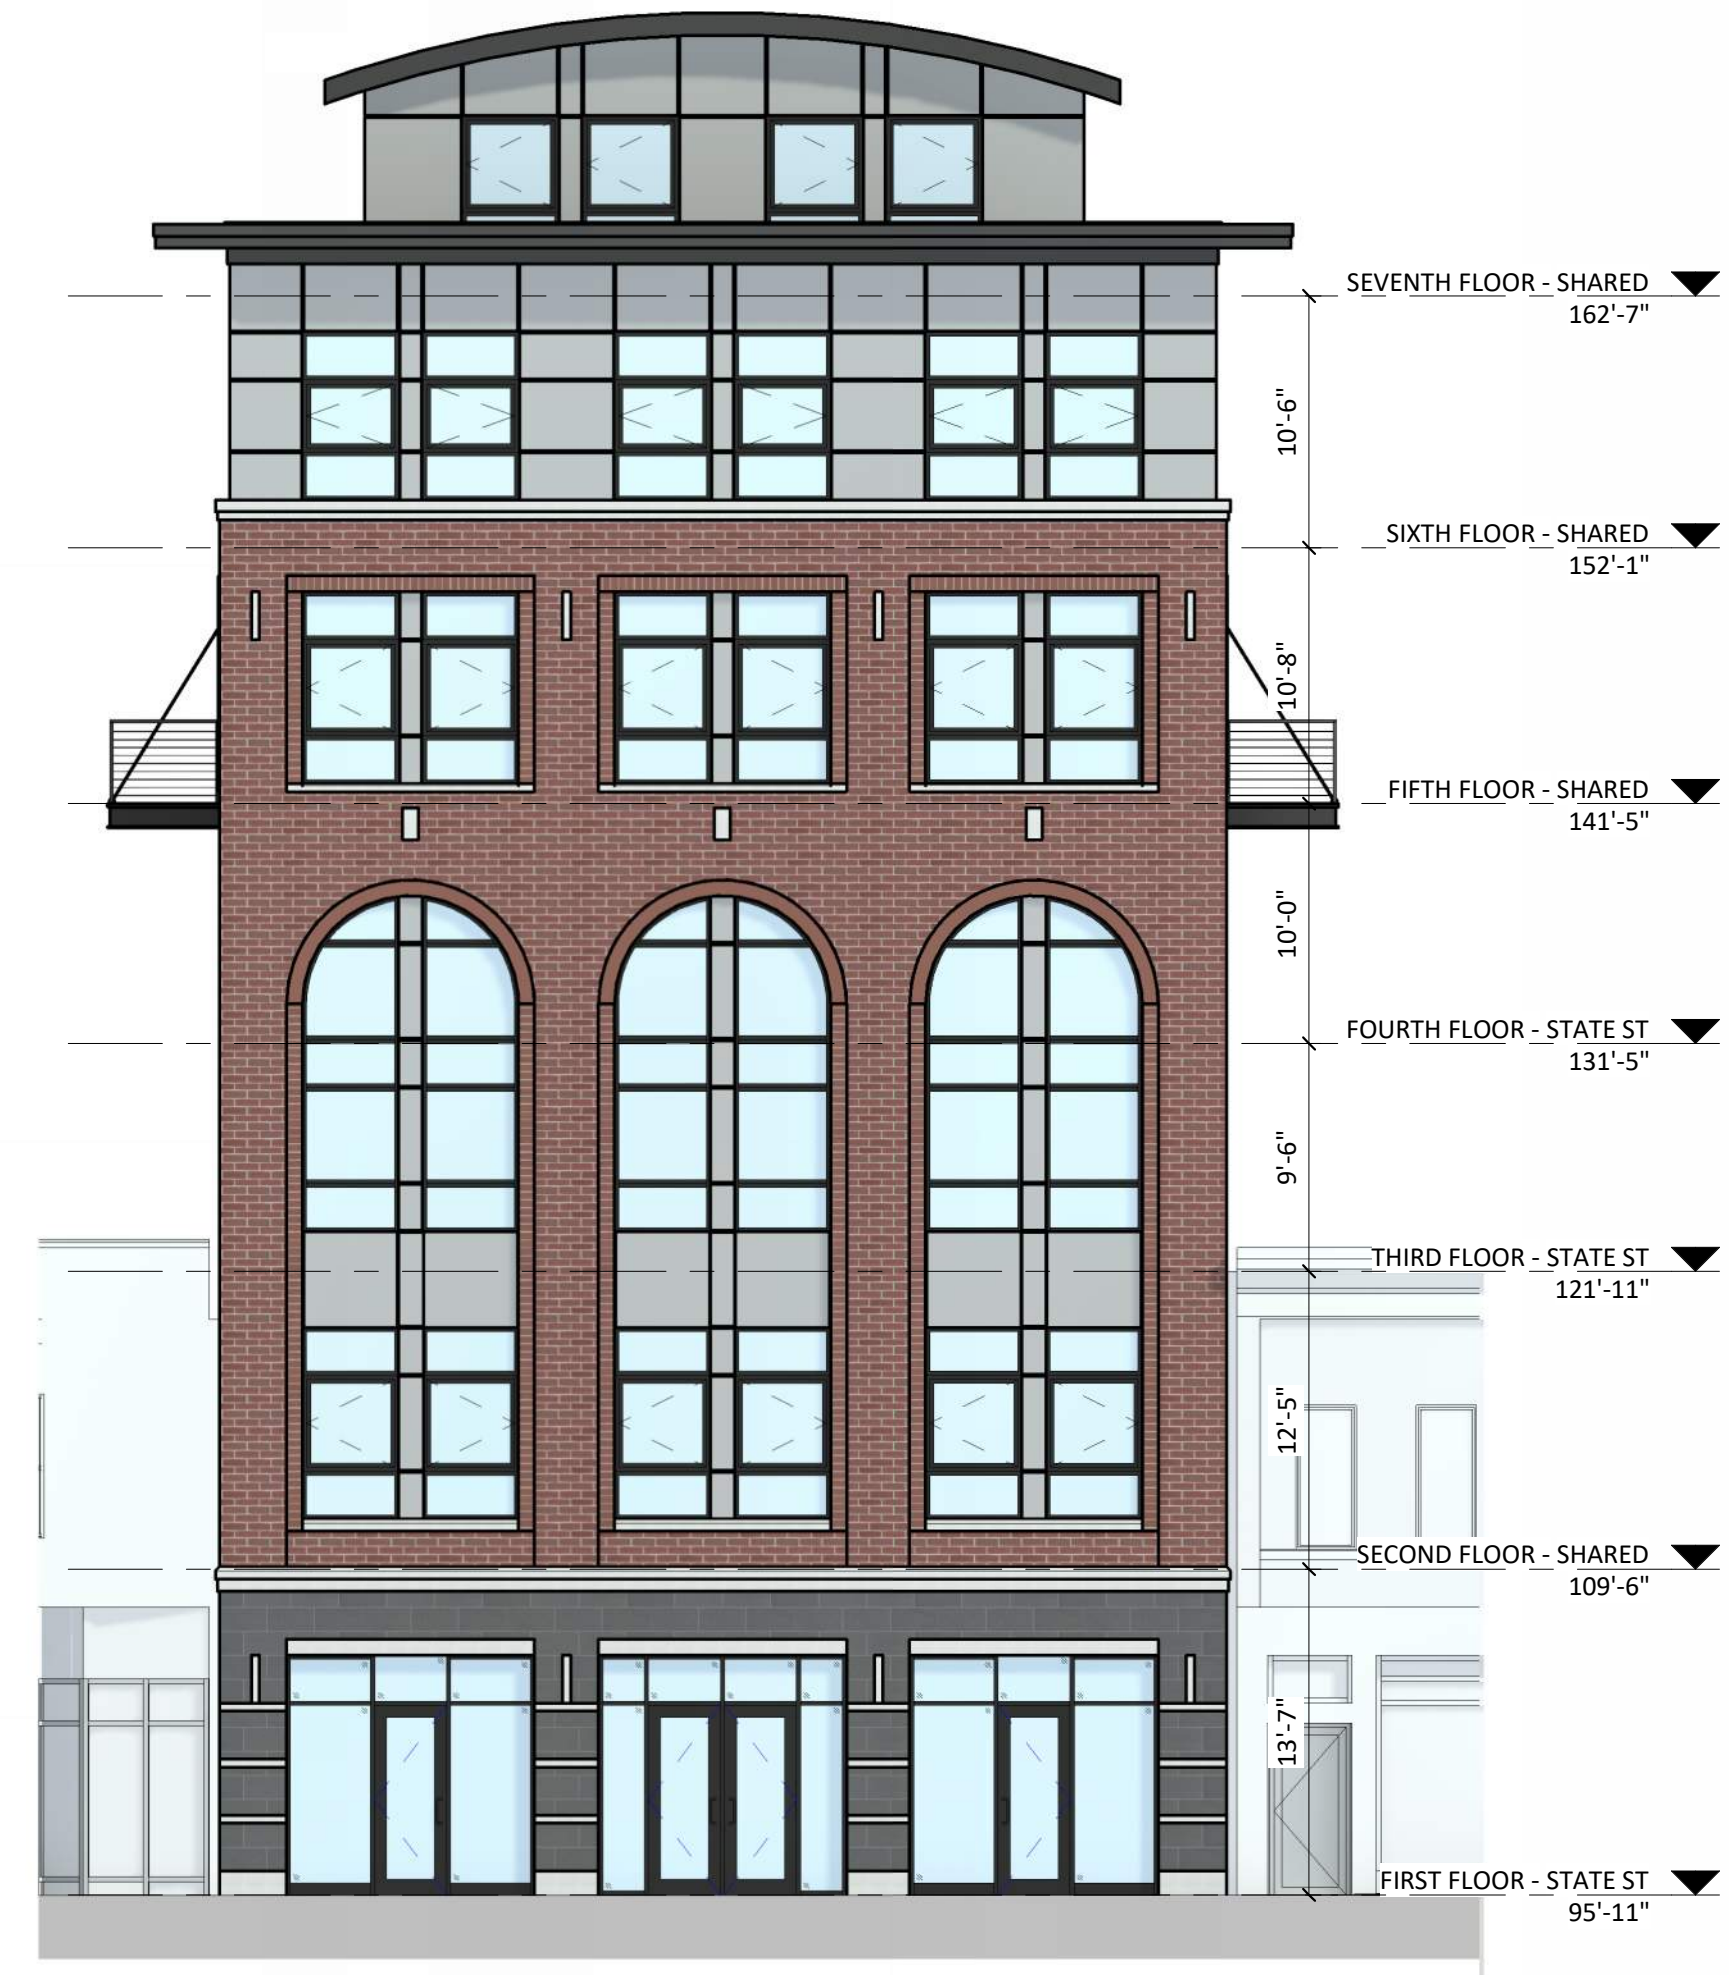 SEVENTH FLOOR - SHARED
162'-7"
10'-6"
SIXTH FLOOR - SHARED
152'-1"
10'-8"
FIFTH FLOOR - SHARED
141'-5"
10'-0"
FOURTH FLOOR - STATE ST
131'-5"
9'-6"
THIRD FLOOR - STATE ST
121'-11"
12'-5"
SECOND FLOOR - SHARED
109'-6"
13'-7"
FIRST FLOOR - STATE ST
95'-11"